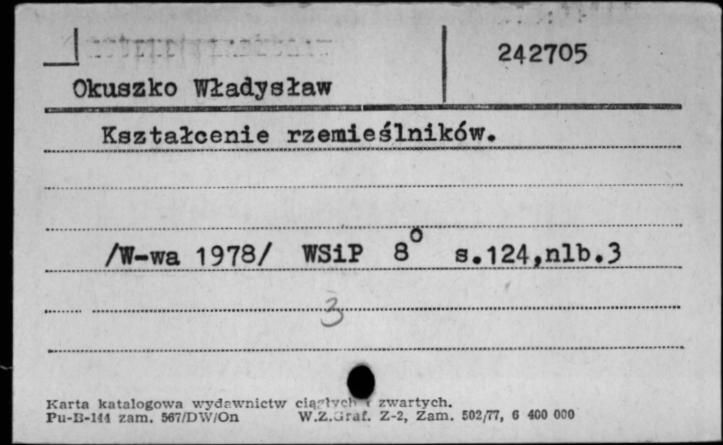 242705
Okuszko Władysław
Kształcenie rzemieślników.
/W-wa 1978/ WSiP 8° s.124,nlb.3
3
Karta katalogowa wydawnictw ciągłych i zwartych.
Pu-B-144 zam. 567/DW/On W.Z.Graf. Z-2, Zam. 502/77, 6 400 000